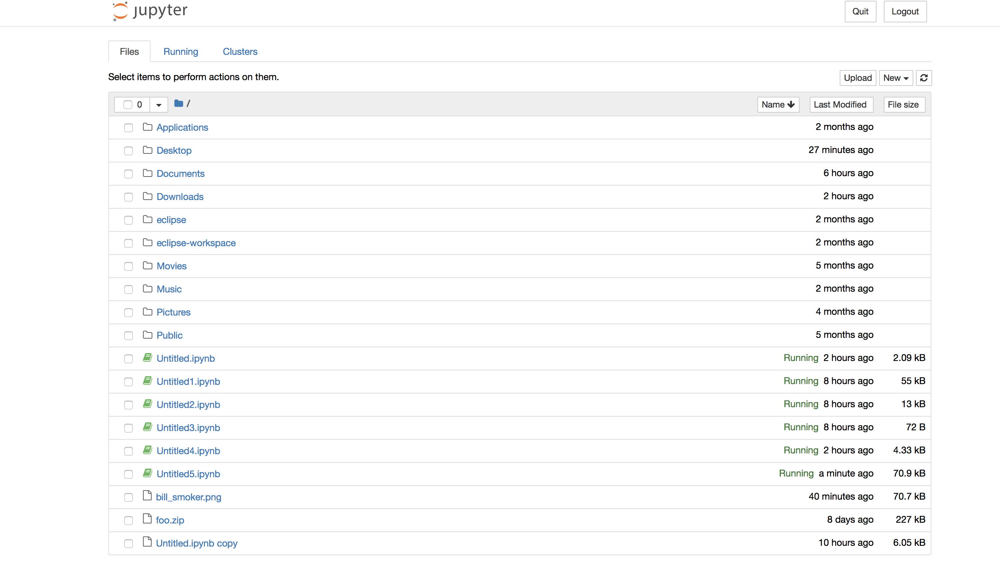 jupyter Quit Logout
Files Running Clusters
Select items to perform actions on them. Upload New
0 / Name Last Modified File size
Applications 2 months ago
Desktop 27 minutes ago
Documents 6 hours ago
Downloads 2 hours ago
eclipse 2 months ago
eclipse-workspace 2 months ago
Movies 5 months ago
Music 2 months ago
Pictures 4 months ago
Public 5 months ago
Untitled.ipynb Running 2 hours ago 2.09 kB
Untitled1.ipynb Running 8 hours ago 55 kB
Untitled2.ipynb Running 8 hours ago 13 kB
Untitled3.ipynb Running 8 hours ago 72 B
Untitled4.ipynb Running 2 hours ago 4.33 kB
Untitled5.ipynb Running a minute ago 70.9 kB
bill_smoker.png 40 minutes ago 70.7 kB
foo.zip 8 days ago 227 kB
Untitled.ipynb copy 10 hours ago 6.05 kB